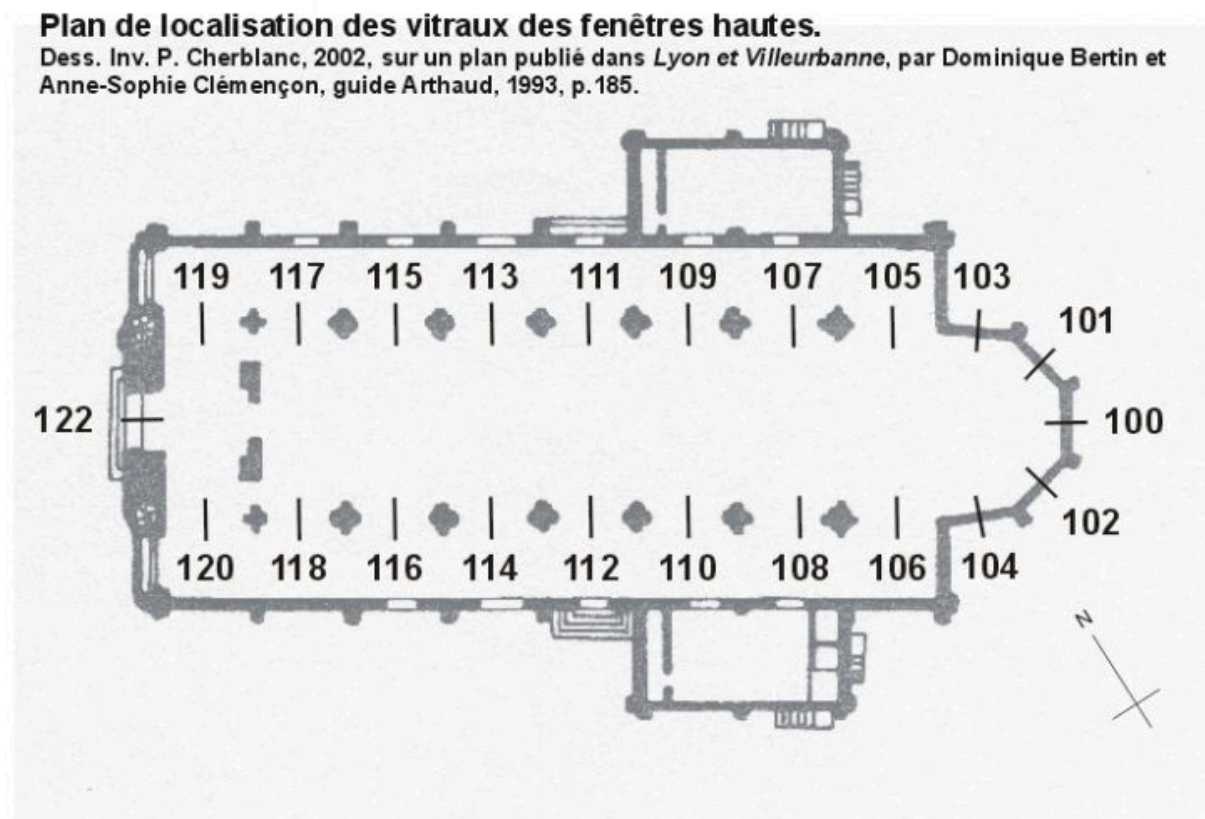 Plan de localisation des vitraux des fenêtres hautes.
Dess. Inv. P. Cherblanc, 2002, sur un plan publié dans Lyon et Villeurbanne, par Dominique Bertin et
Anne-Sophie Clémençon, guide Arthaud, 1993, p.185.
119 117 115 113 111 109 107 105 103
101
122 100
102
120 118 116 114 112 110 108 106 104
N